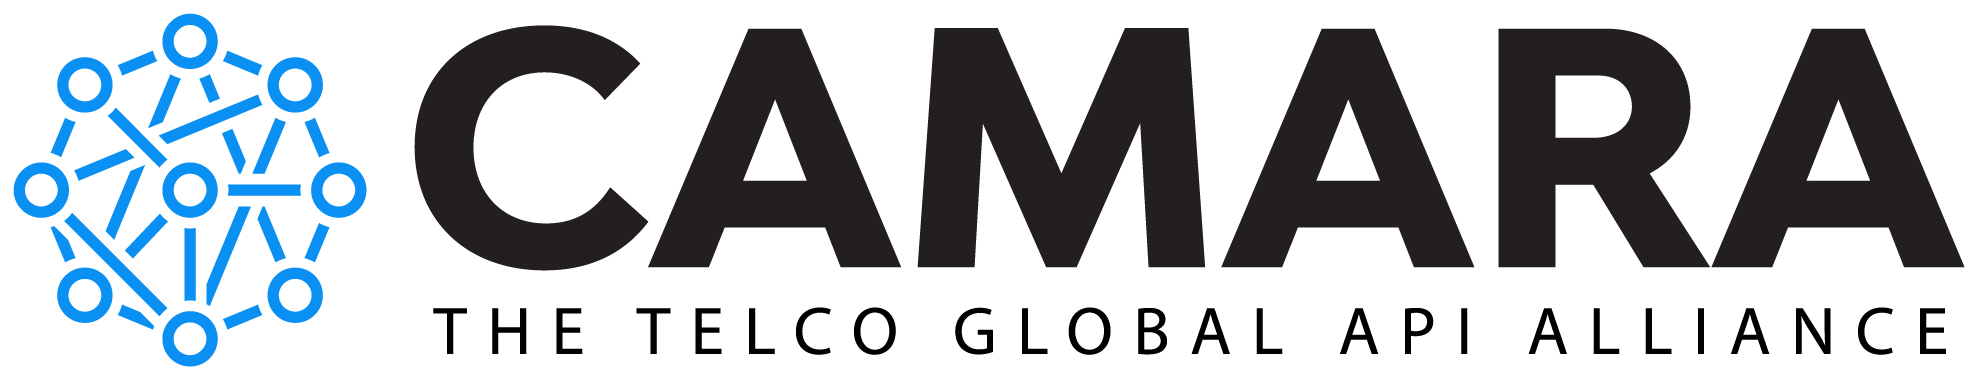 CAMARA
THE TELCO GLOBAL API ALLIANCE